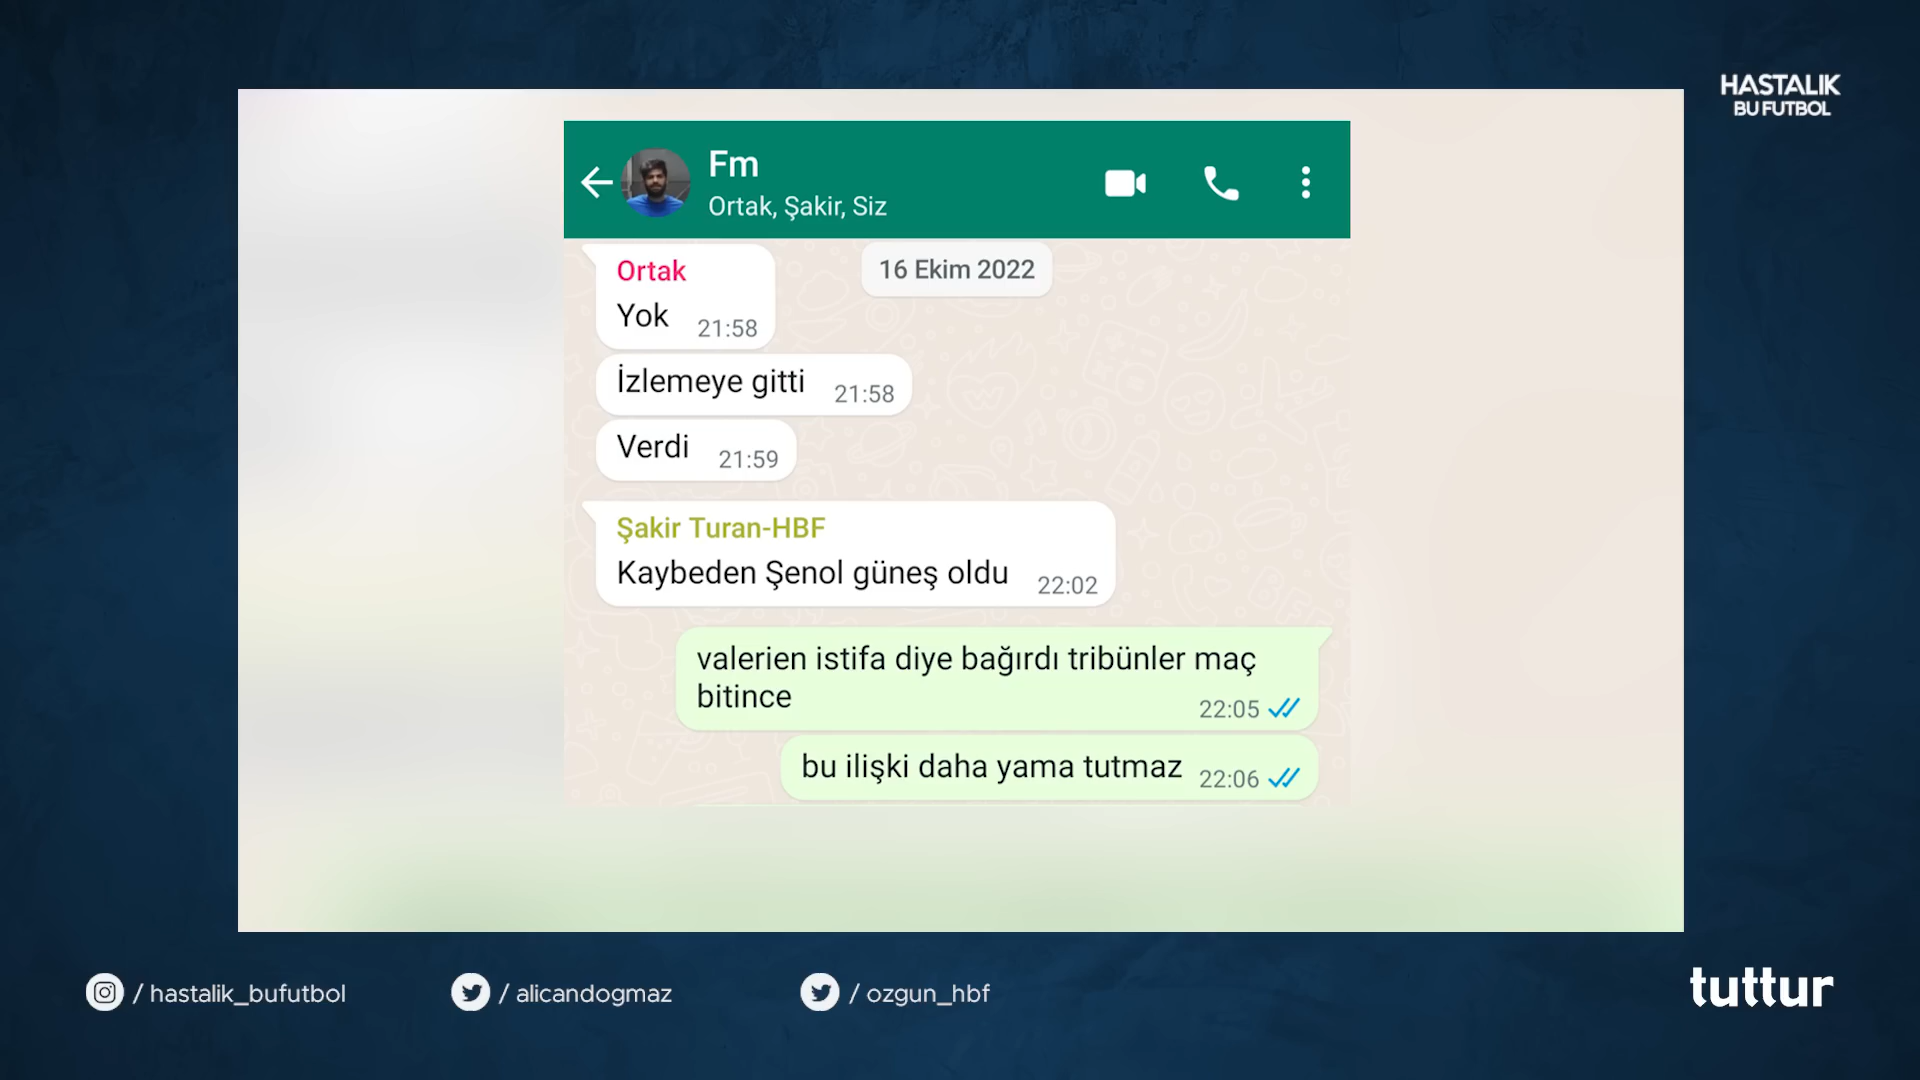 HASTALIK
BU FUTBOL
Fm
Ortak, Şakir, Siz
16 Ekim 2022
Ortak
Yok 21:58
İzlemeye gitti 21:58
Verdi 21:59
Şakir Turan-HBF
Kaybeden Şenol güneş oldu 22:02
valerien istifa diye bağırdı tribünler maç
bitince 22:05
bu ilişki daha yama tutmaz 22:06
/ hastalik_bufutbol
/ alicandogmaz
/ ozgun_hbf
tuttur